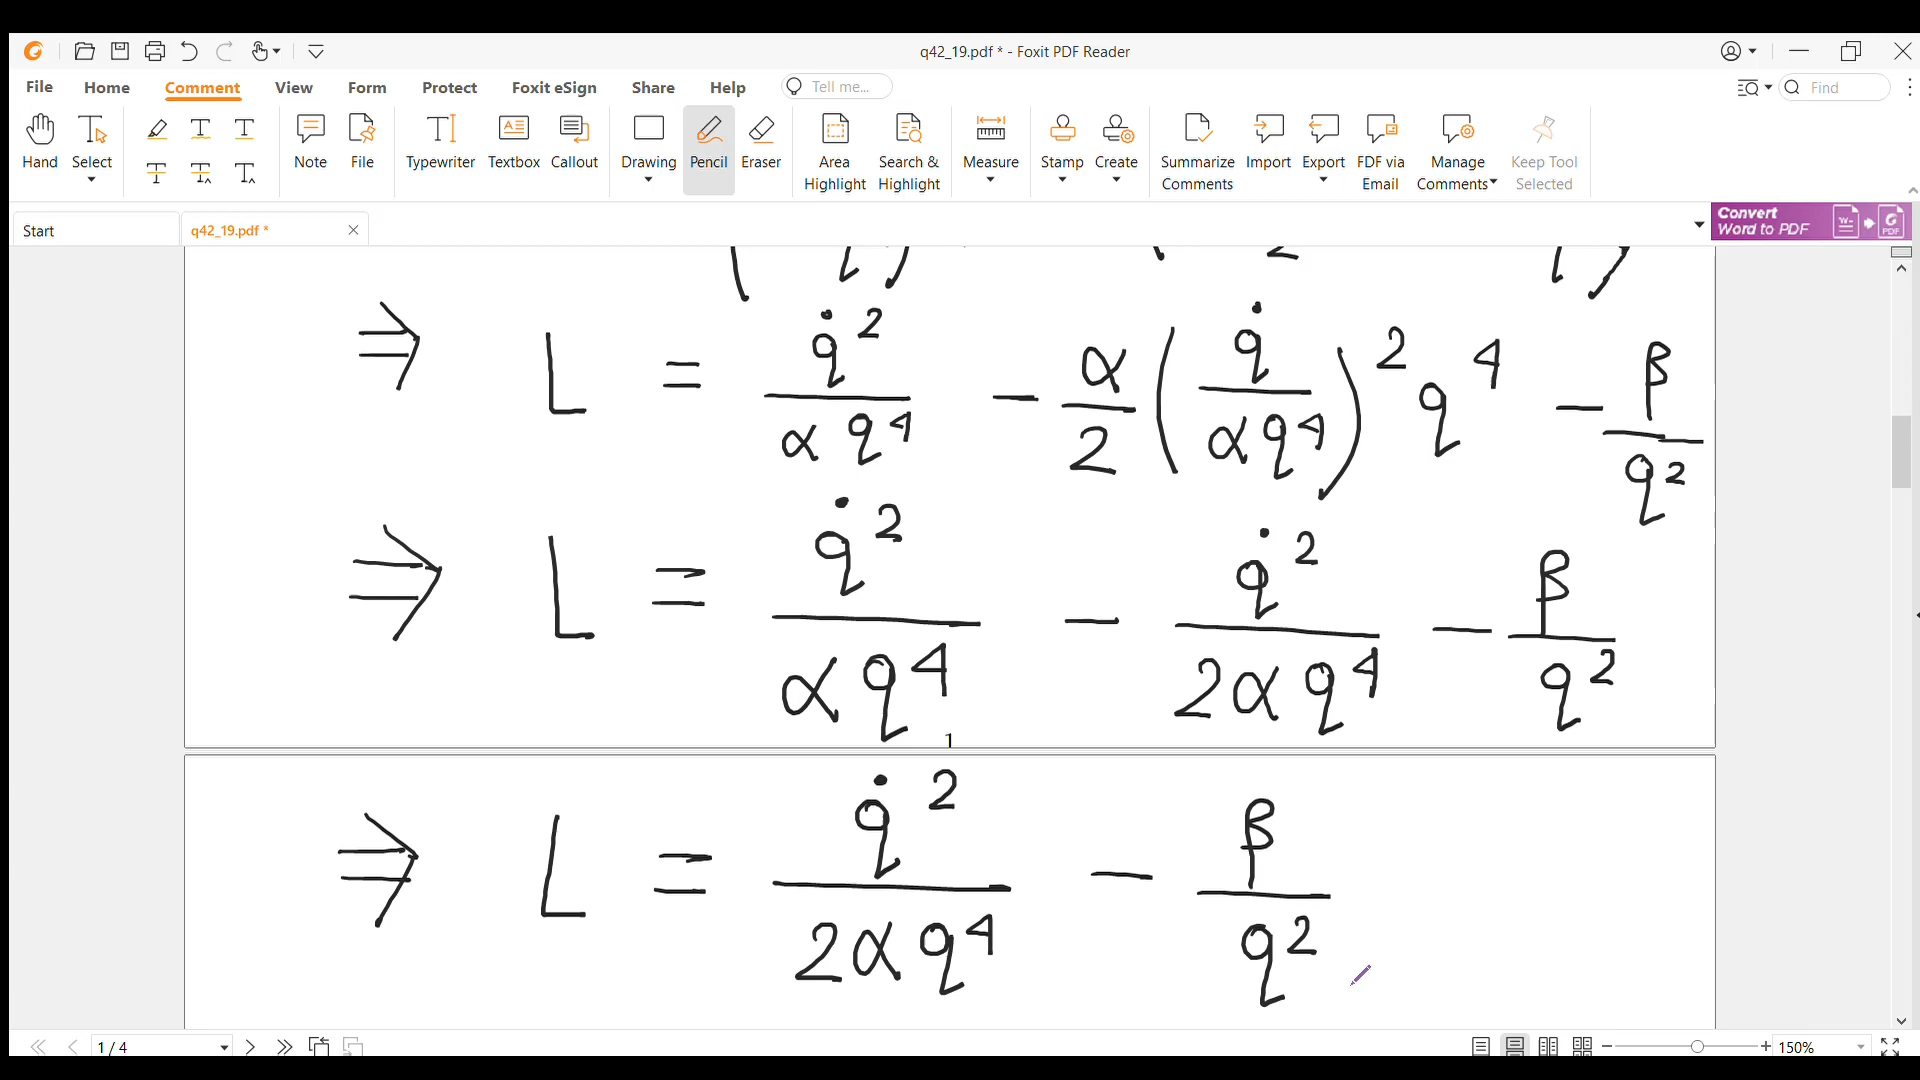 q42_19.pdf * - Foxit PDF Reader
File Home Comment View Form Protect Foxit eSign Share Help Tell me... Find
Hand Select Note File Typewriter Textbox Callout Drawing Pencil Eraser Area Highlight Search & Highlight Measure Stamp Create Summarize Comments Import Export FDF via Email Manage Comments Keep Tool Selected
Start q42_19.pdf * Convert Word to PDF
⇒ L = q̇²/(αq⁴) − α/2 (q̇/(αq⁴))² q⁴ − β/q²
⇒ L = q̇²/(αq⁴) − q̇²/(2αq⁴) − β/q²
1
⇒ L = q̇²/(2αq⁴) − β/q²
1 / 4 150%